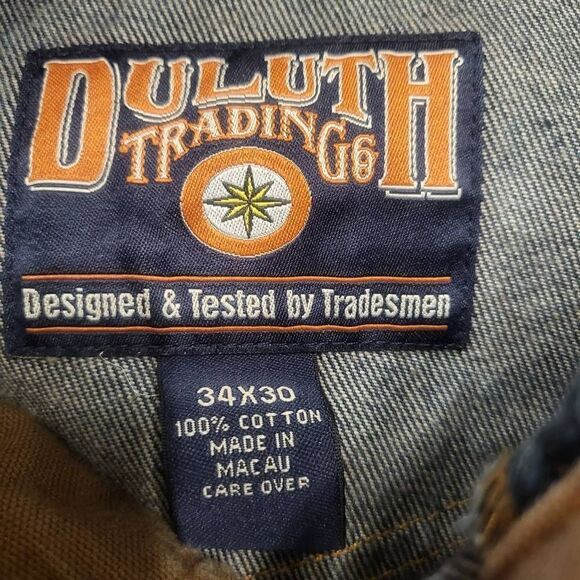 DULUTH
TRADING Co
Designed & Tested by Tradesmen
34X30
100% COTTON
MADE IN
MACAU
CARE OVER